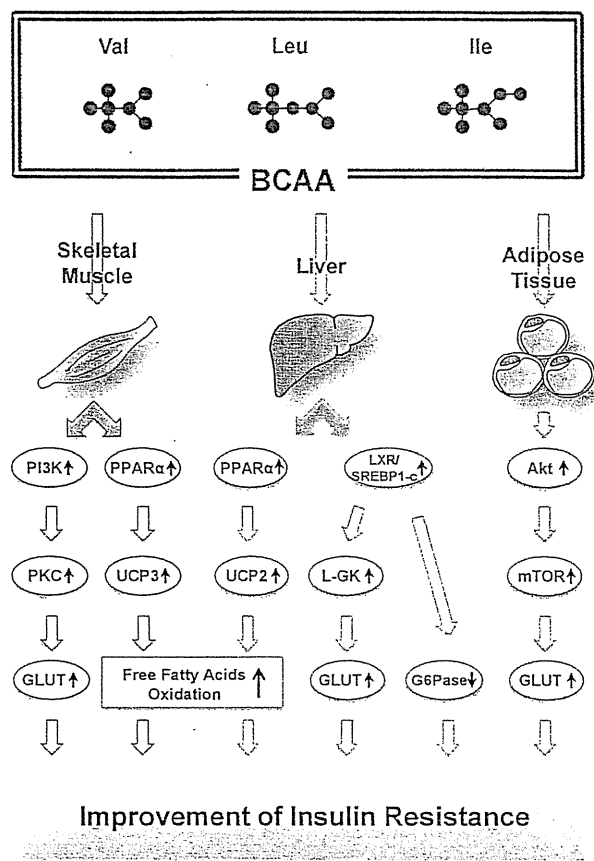 Val Leu Ile
BCAA
Skeletal
Muscle
Liver
Adipose
Tissue
PI3K↑ PPARα↑ PPARα↑ LXR/
SREBP1-c↑ Akt↑
PKC↑ UCP3↑ UCP2↑ L-GK↑ mTOR↑
GLUT↑ Free Fatty Acids
Oxidation ↑ GLUT↑ G6Pase↓ GLUT↑
Improvement of Insulin Resistance